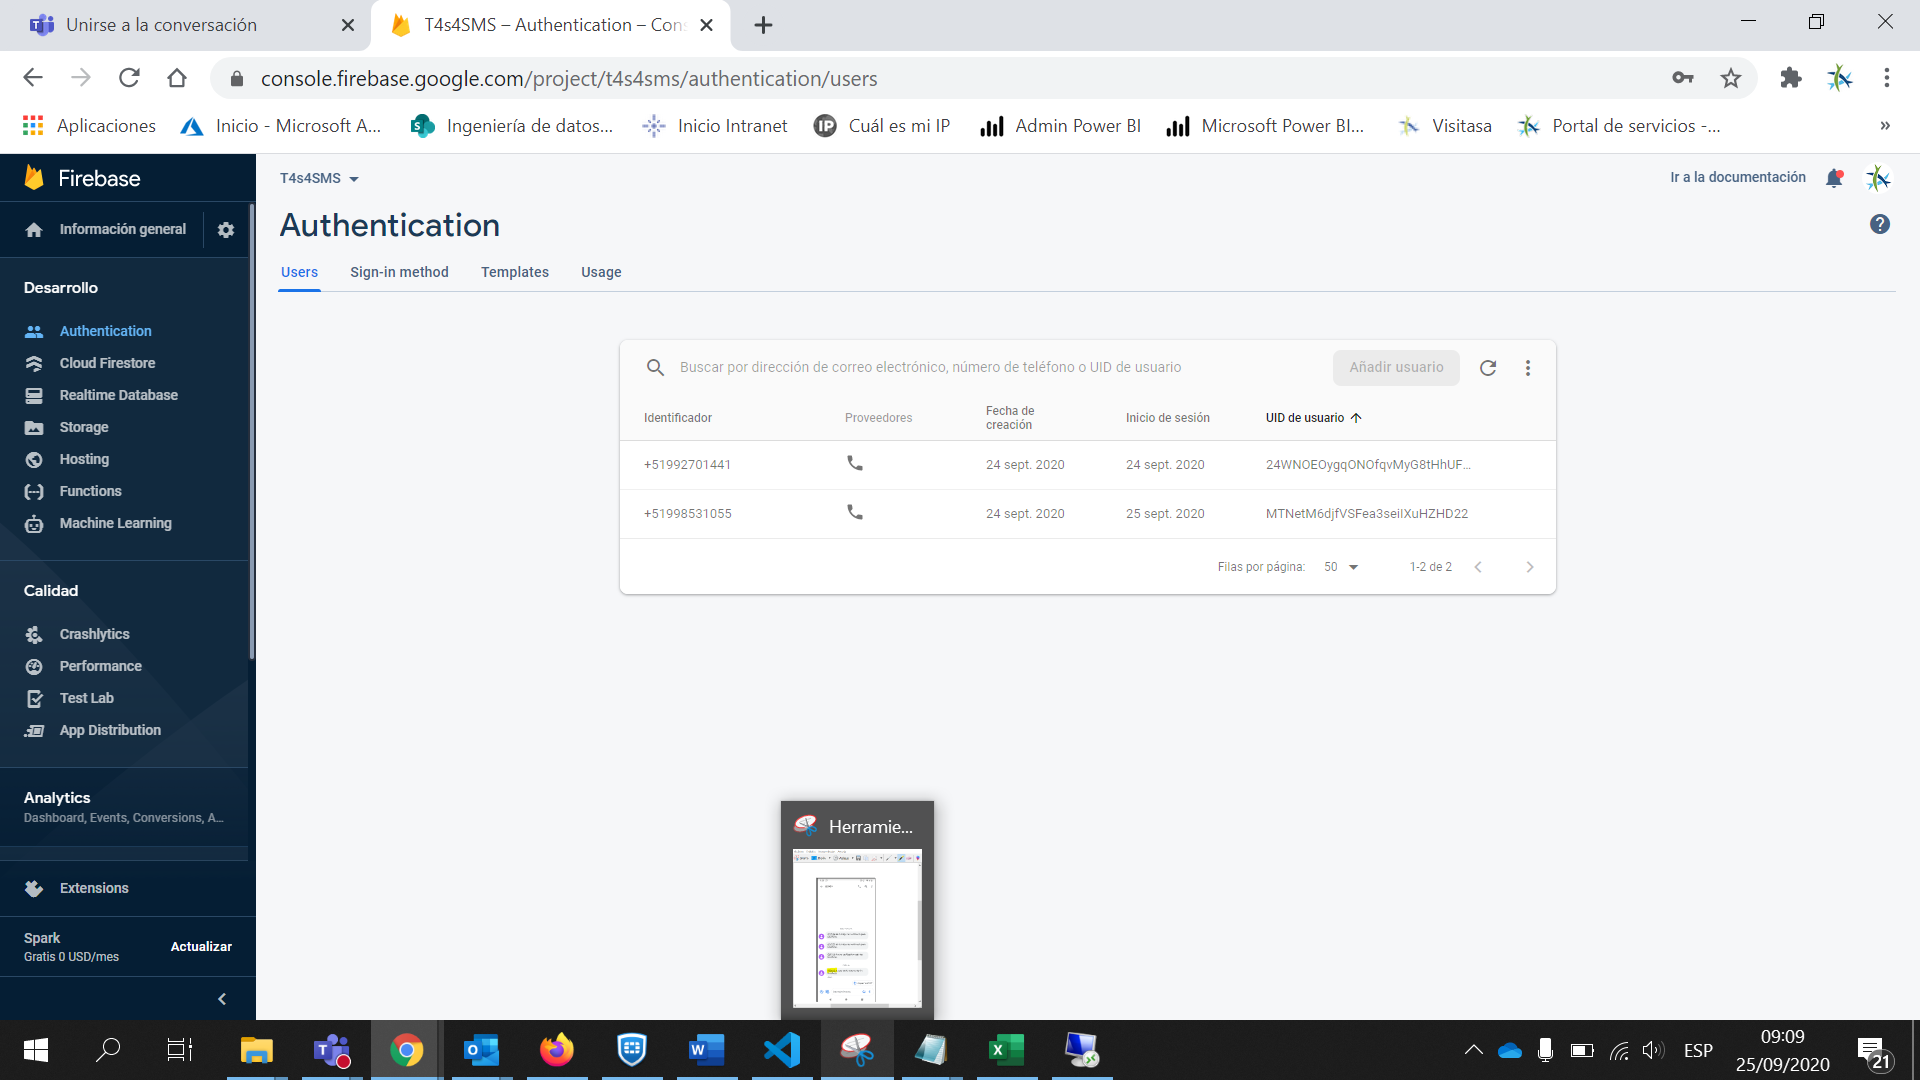 Unirse a la conversación
T4s4SMS – Authentication – Cons
console.firebase.google.com/project/t4s4sms/authentication/users
Aplicaciones
Inicio - Microsoft A...
Ingeniería de datos...
Inicio Intranet
IP
Cuál es mi IP
Admin Power BI
Microsoft Power BI...
Visitasa
Portal de servicios -...
»
Firebase
T4s4SMS
Ir a la documentación
Información general
Authentication
Users
Sign-in method
Templates
Usage
Desarrollo
Authentication
Cloud Firestore
Realtime Database
Storage
Hosting
Functions
Machine Learning
Buscar por dirección de correo electrónico, número de teléfono o UID de usuario
Añadir usuario
Identificador
Proveedores
Fecha de
creación
Inicio de sesión
UID de usuario
+51992701441
24 sept. 2020
24 sept. 2020
24WNOEOygqONOfqvMyG8tHhUF...
+51998531055
24 sept. 2020
25 sept. 2020
MTNetM6djfVSFea3seiIXuHZHD22
Filas por página:
50
1-2 de 2
Calidad
Crashlytics
Performance
Test Lab
App Distribution
Analytics
Dashboard, Events, Conversions, A...
Extensions
Spark
Gratis 0 USD/mes
Actualizar
Herramie...
ESP
09:09
25/09/2020
21